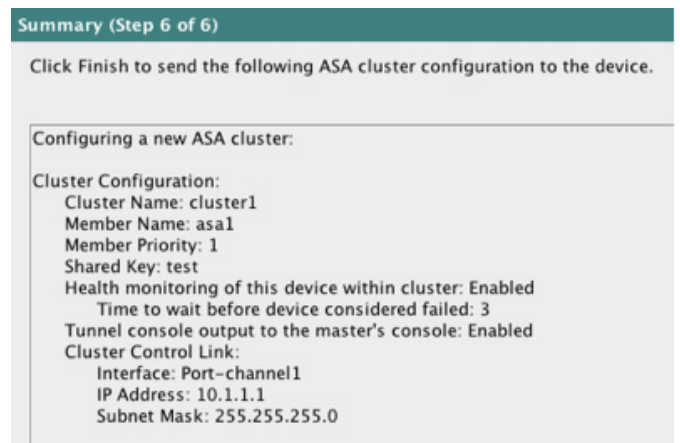 Summary (Step 6 of 6)
Click Finish to send the following ASA cluster configuration to the device.
Configuring a new ASA cluster:
Cluster Configuration:
Cluster Name: cluster1
Member Name: asa1
Member Priority: 1
Shared Key: test
Health monitoring of this device within cluster: Enabled
Time to wait before device considered failed: 3
Tunnel console output to the master's console: Enabled
Cluster Control Link:
Interface: Port-channel1
IP Address: 10.1.1.1
Subnet Mask: 255.255.255.0